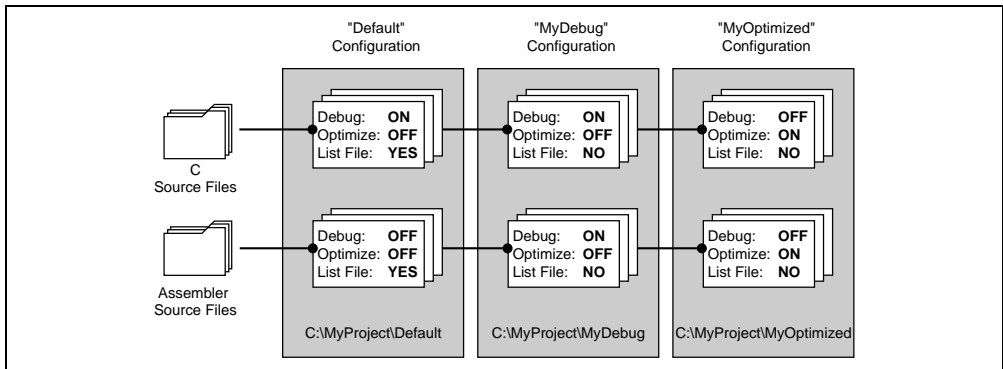 "Default"
Configuration
"MyDebug"
Configuration
"MyOptimized"
Configuration
Debug: ON
Optimize: OFF
List File: YES
Debug: ON
Optimize: OFF
List File: NO
Debug: OFF
Optimize: ON
List File: NO
C
Source Files
Debug: OFF
Optimize: OFF
List File: YES
Debug: ON
Optimize: OFF
List File: NO
Debug: OFF
Optimize: ON
List File: NO
Assembler
Source Files
C:\MyProject\Default
C:\MyProject\MyDebug
C:\MyProject\MyOptimized